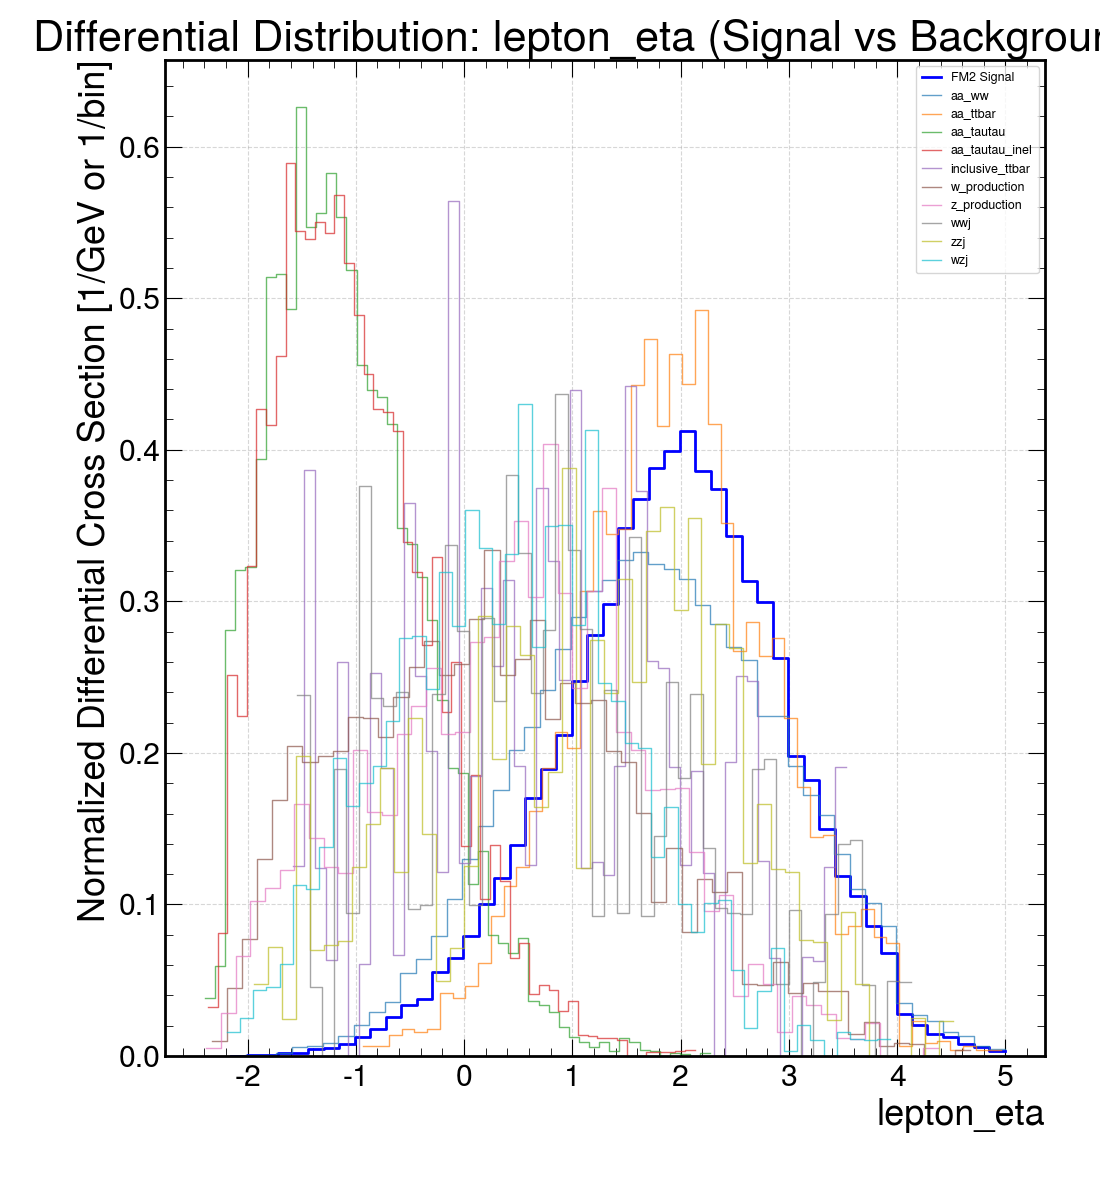 Differential Distribution: lepton_eta (Signal vs Backgroun
Normalized Differential Cross Section [1/GeV or 1/bin]
0.6
0.5
0.4
0.3
0.2
0.1
0.0
FM2 Signal
aa_ww
aa_ttbar
aa_tautau
aa_tautau_inel
inclusive_ttbar
w_production
z_production
wwj
zzj
wzj
-2 -1 0 1 2 3 4 5
lepton_eta